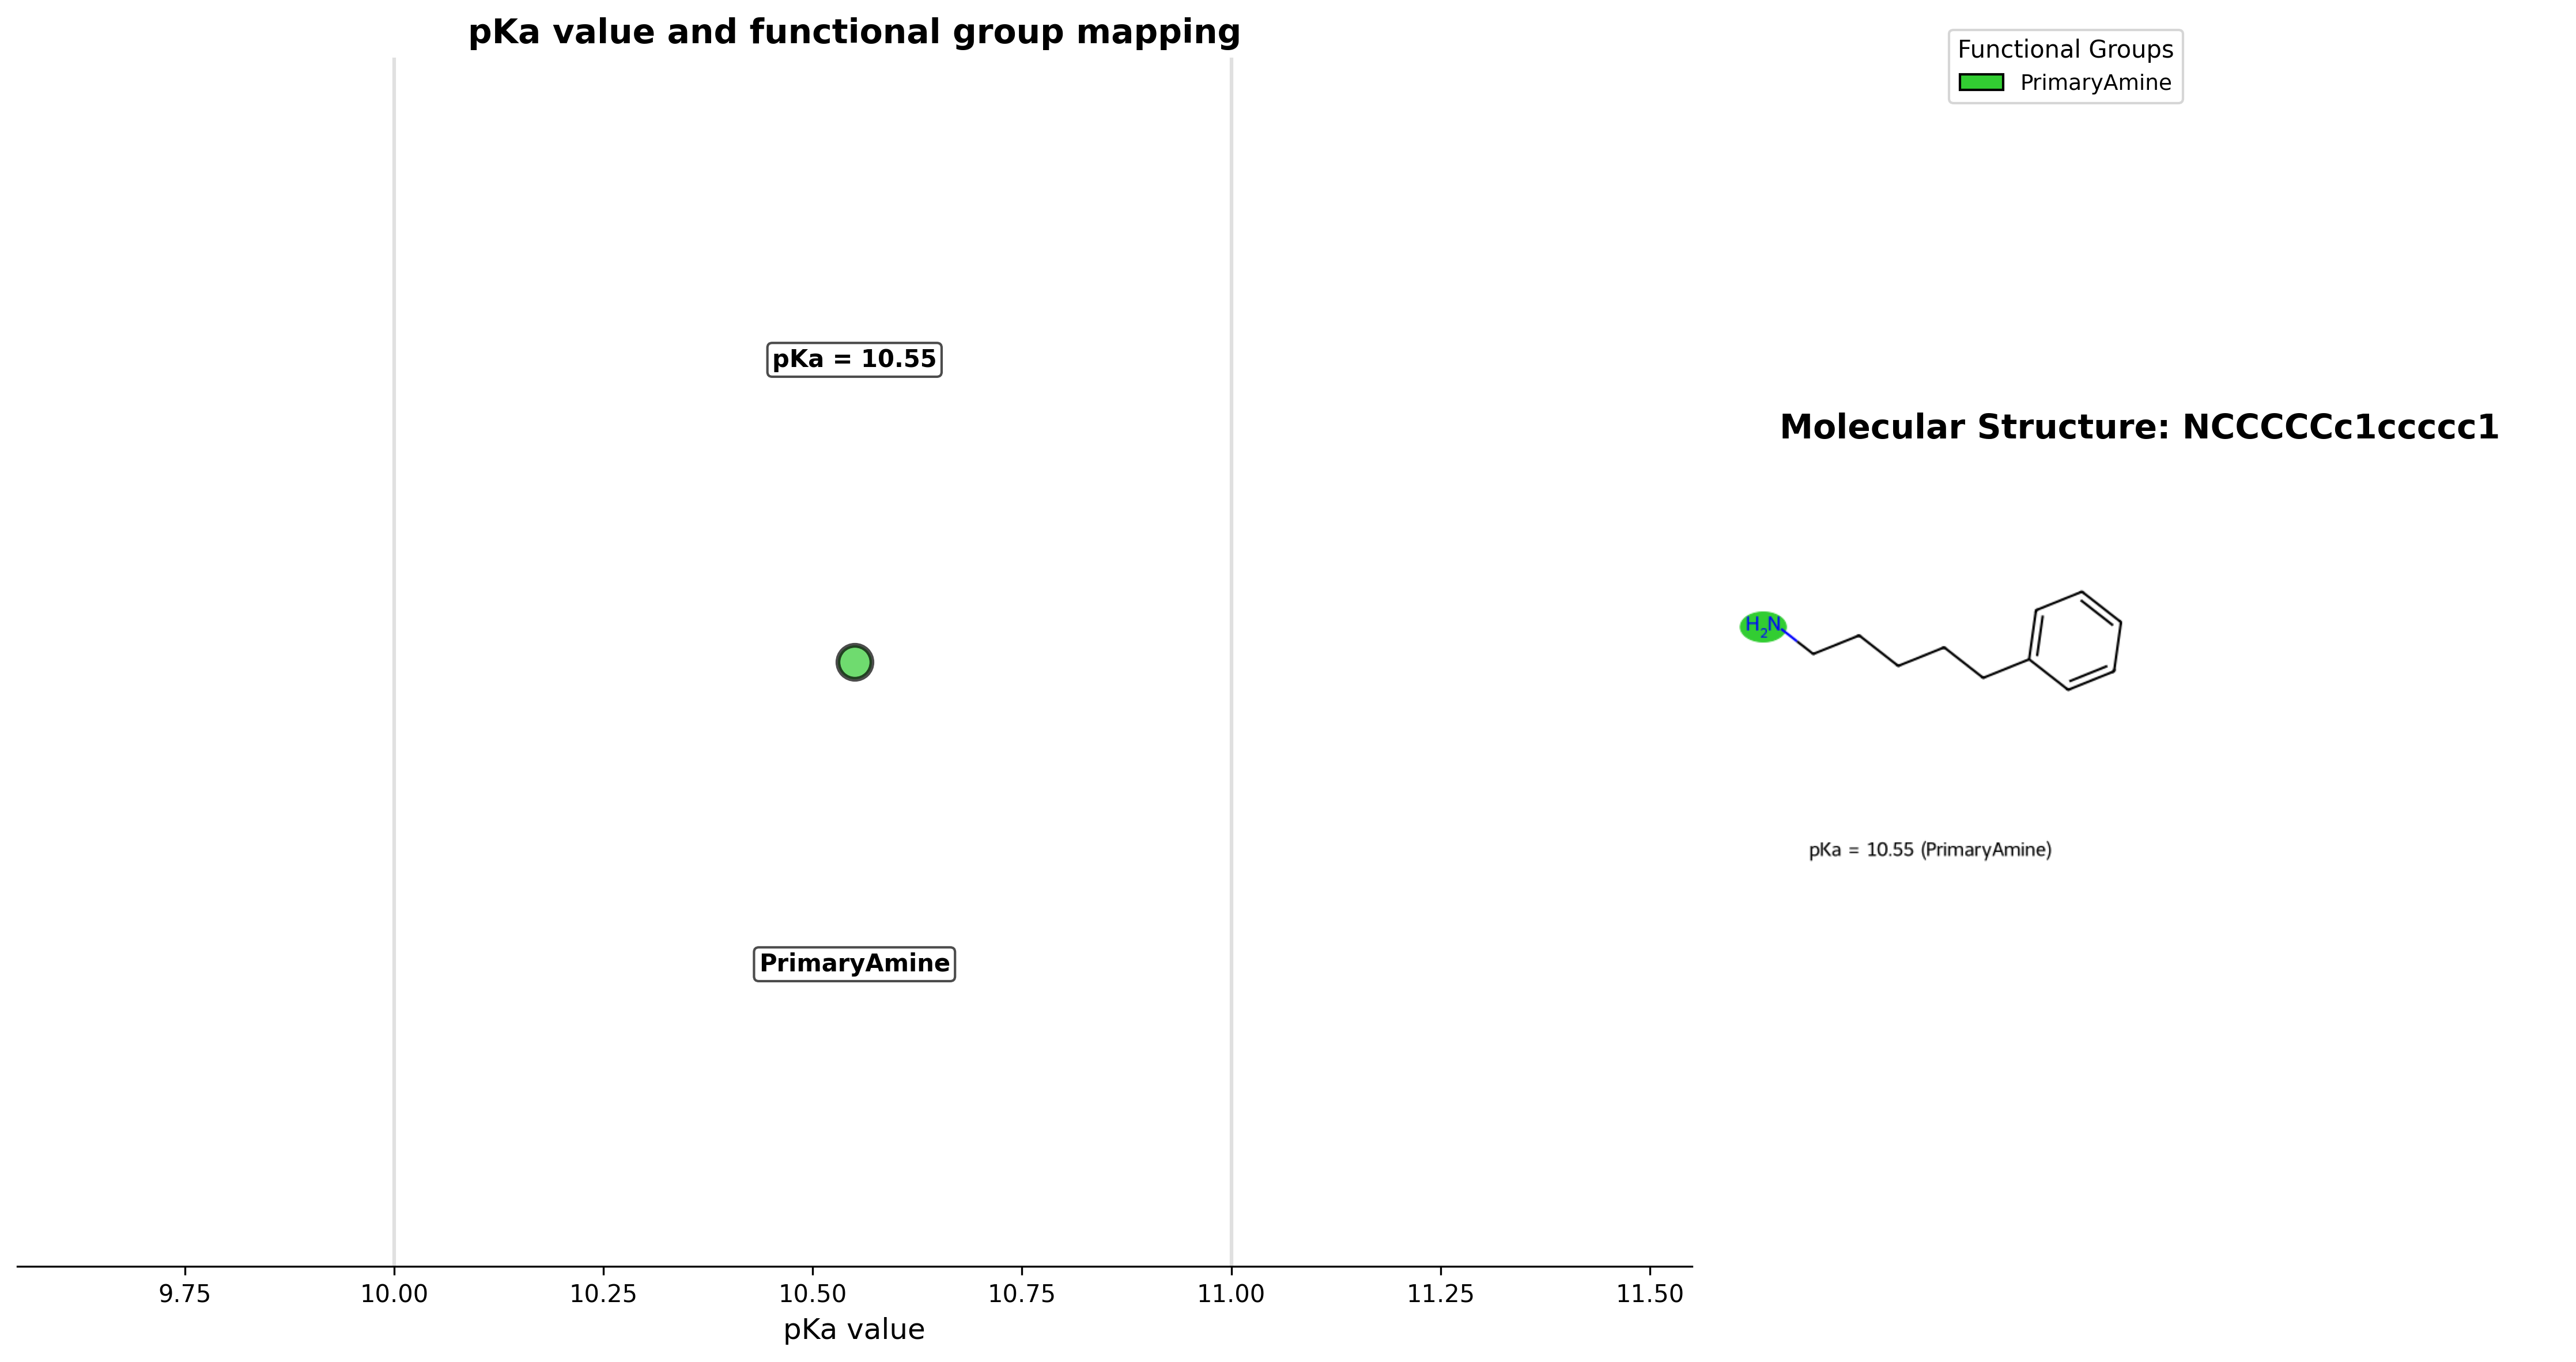 pKa value and functional group mapping
pKa = 10.55
PrimaryAmine
9.75 10.00 10.25 10.50 10.75 11.00 11.25 11.50
pKa value
Functional Groups
PrimaryAmine
Molecular Structure: NCCCCCc1ccccc1
H2N
pKa = 10.55 (PrimaryAmine)